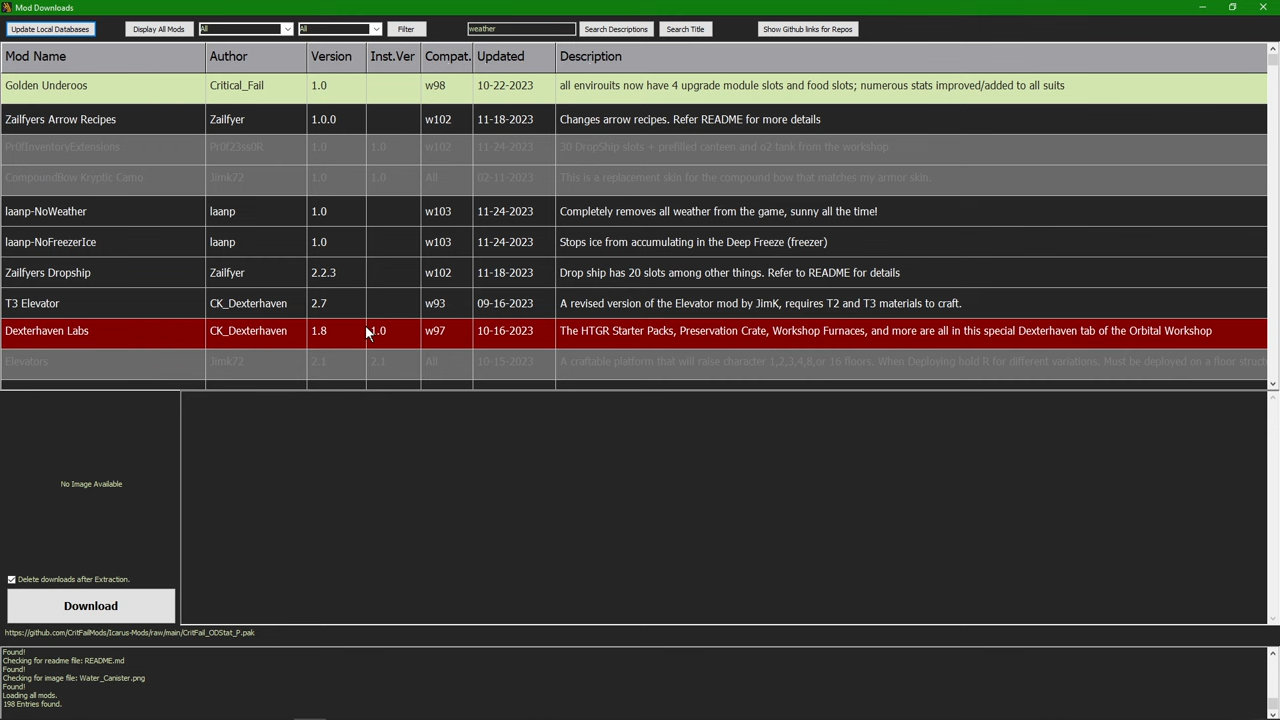 Mod Downloads
Update Local Databases Display All Mods All All Filter weather Search Descriptions Search Title Show Github links for Repos
Mod Name Author Version Inst.Ver Compat. Updated Description
Golden Underoos Critical_Fail 1.0 w98 10-22-2023 all envirouits now have 4 upgrade module slots and food slots; numerous stats improved/added to all suits
Zailfyers Arrow Recipes Zailfyer 1.0.0 w102 11-18-2023 Changes arrow recipes. Refer README for more details
Pr0fInventoryExtensions Pr0f23ss0R 1.0 1.0 w102 11-24-2023 30 DropShip slots + prefilled canteen and o2 tank from the workshop
CompoundBow Kryptic Camo Jimk72 1.0 1.0 All 02-11-2023 This is a replacement skin for the compound bow that matches my armor skin.
laanp-NoWeather laanp 1.0 w103 11-24-2023 Completely removes all weather from the game, sunny all the time!
laanp-NoFreezerIce laanp 1.0 w103 11-24-2023 Stops ice from accumulating in the Deep Freeze (freezer)
Zailfyers Dropship Zailfyer 2.2.3 w102 11-18-2023 Drop ship has 20 slots among other things. Refer to README for details
T3 Elevator CK_Dexterhaven 2.7 w93 09-16-2023 A revised version of the Elevator mod by JimK, requires T2 and T3 materials to craft.
Dexterhaven Labs CK_Dexterhaven 1.8 1.0 w97 10-16-2023 The HTGR Starter Packs, Preservation Crate, Workshop Furnaces, and more are all in this special Dexterhaven tab of the Orbital Workshop
Elevators Jimk72 2.1 2.1 All 10-15-2023 A craftable platform that will raise character 1,2,3,4,8,or 16 floors. When Deploying hold R for different variations. Must be deployed on a floor struct
No Image Available
Delete downloads after Extraction.
Download
https://github.com/CritFailMods/Icarus-Mods/raw/main/CritFail_ODStat_P.pak
Found!
Checking for readme file: README.md
Found!
Checking for image file: Water_Canister.png
Found!
Loading all mods.
198 Entries found.